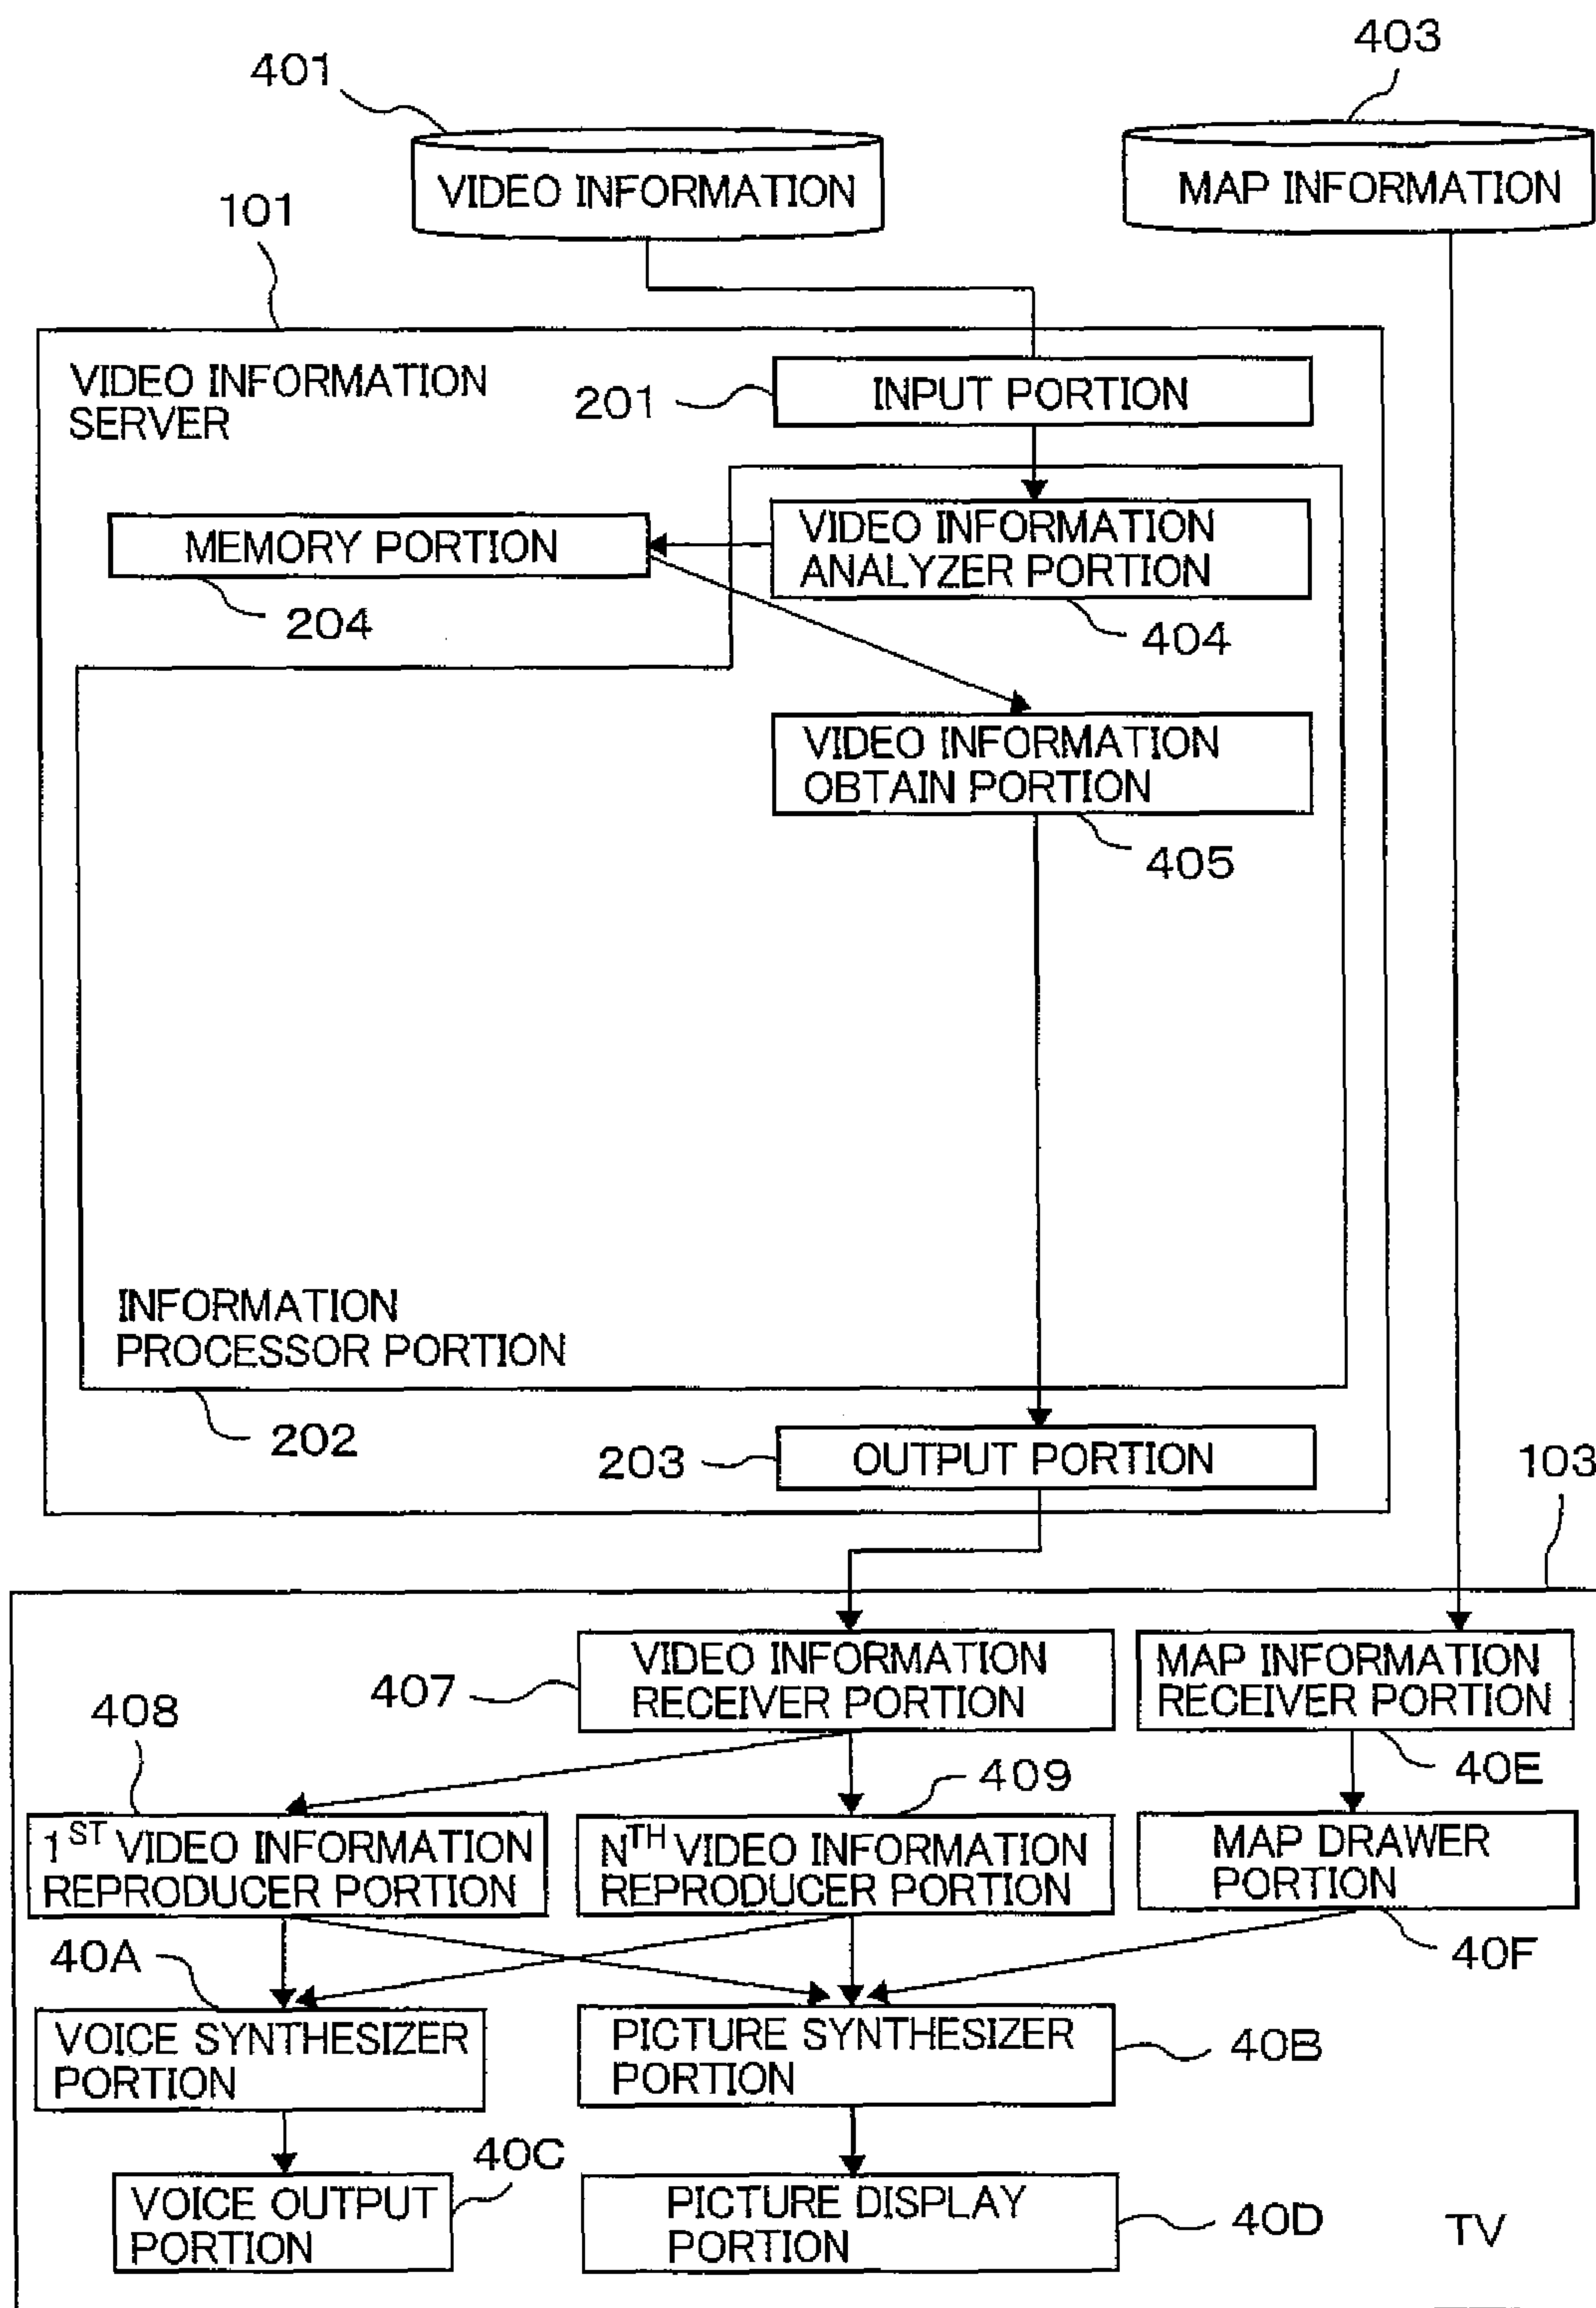 401
403
VIDEO INFORMATION
MAP INFORMATION
101
VIDEO INFORMATION
SERVER
201
INPUT PORTION
MEMORY PORTION
VIDEO INFORMATION
ANALYZER PORTION
204
404
VIDEO INFORMATION
OBTAIN PORTION
405
INFORMATION
PROCESSOR PORTION
202
203
OUTPUT PORTION
103
407
VIDEO INFORMATION
RECEIVER PORTION
MAP INFORMATION
RECEIVER PORTION
408
409
40E
1ST VIDEO INFORMATION
REPRODUCER PORTION
NTH VIDEO INFORMATION
REPRODUCER PORTION
MAP DRAWER
PORTION
40A
40F
VOICE SYNTHESIZER
PORTION
PICTURE SYNTHESIZER
PORTION
40B
40C
VOICE OUTPUT
PORTION
PICTURE DISPLAY
PORTION
40D
TV